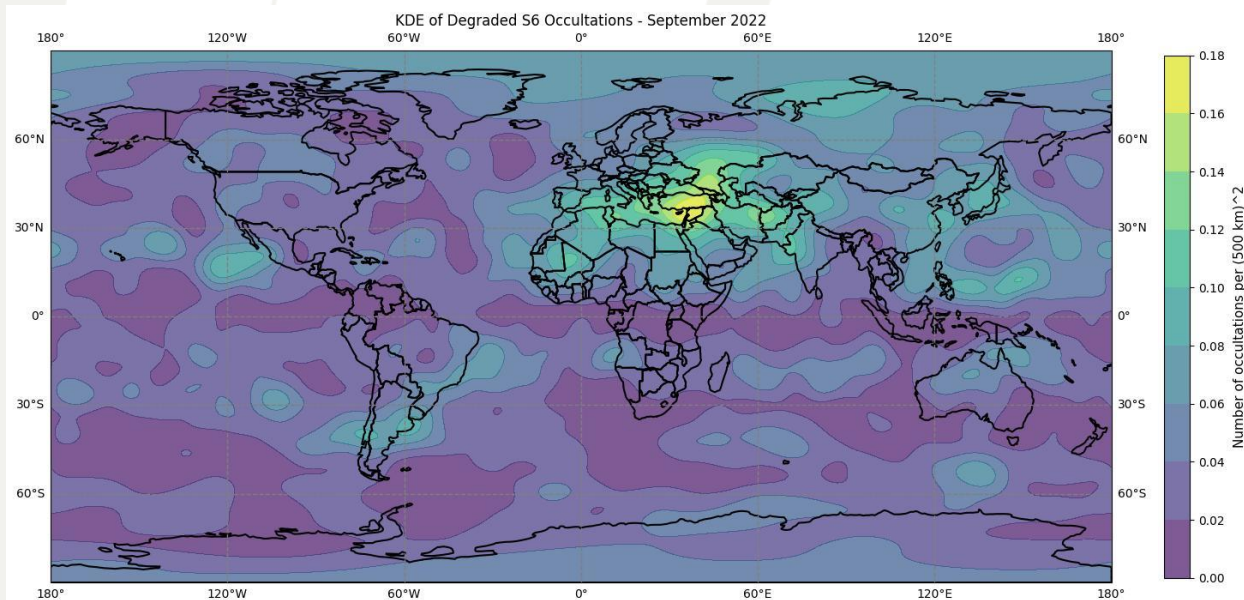 KDE of Degraded S6 Occultations - September 2022
180° 120°W 60°W 0° 60°E 120°E 180°
60°N 60°N
30°N 30°N
0° 0°
30°S 30°S
60°S 60°S
180° 120°W 60°W 0° 60°E 120°E 180°
0.18
0.16
0.14
0.12
0.10
0.08
0.06
0.04
0.02
0.00
Number of occultations per (500 km)^2